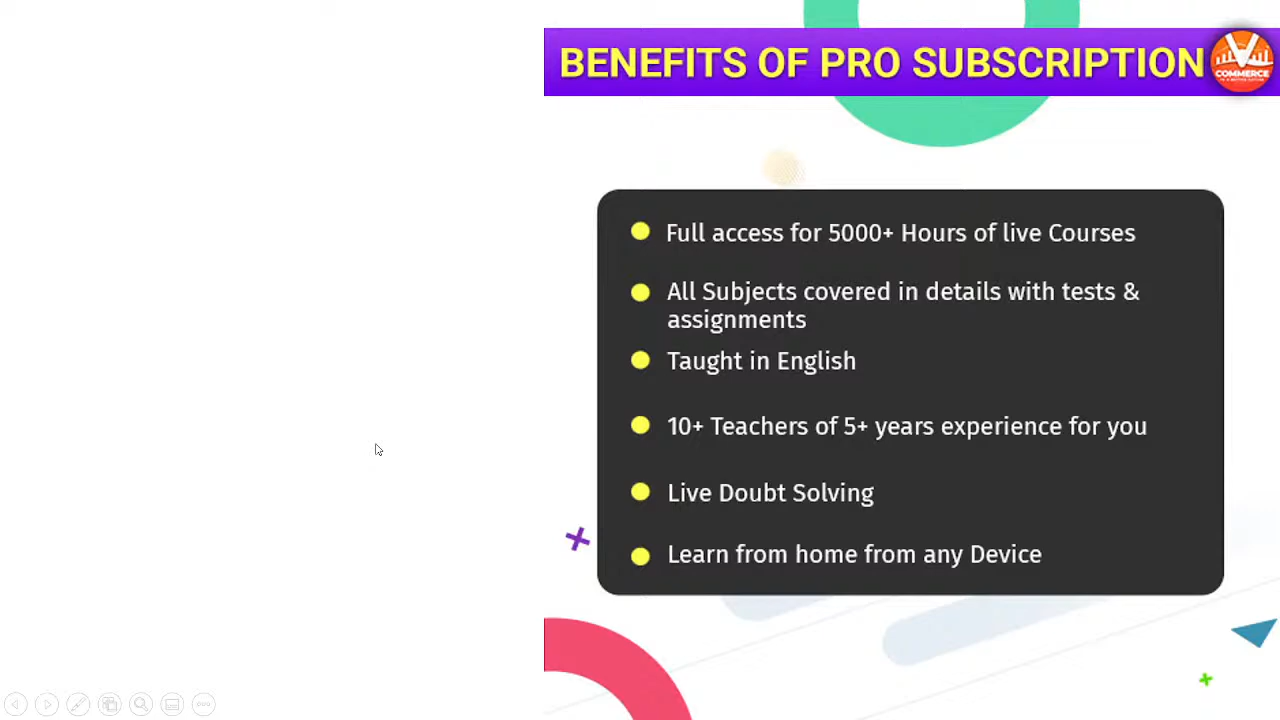 BENEFITS OF PRO SUBSCRIPTION
COMMERCE
Full access for 5000+ Hours of live Courses
All Subjects covered in details with tests &
assignments
Taught in English
10+ Teachers of 5+ years experience for you
Live Doubt Solving
Learn from home from any Device